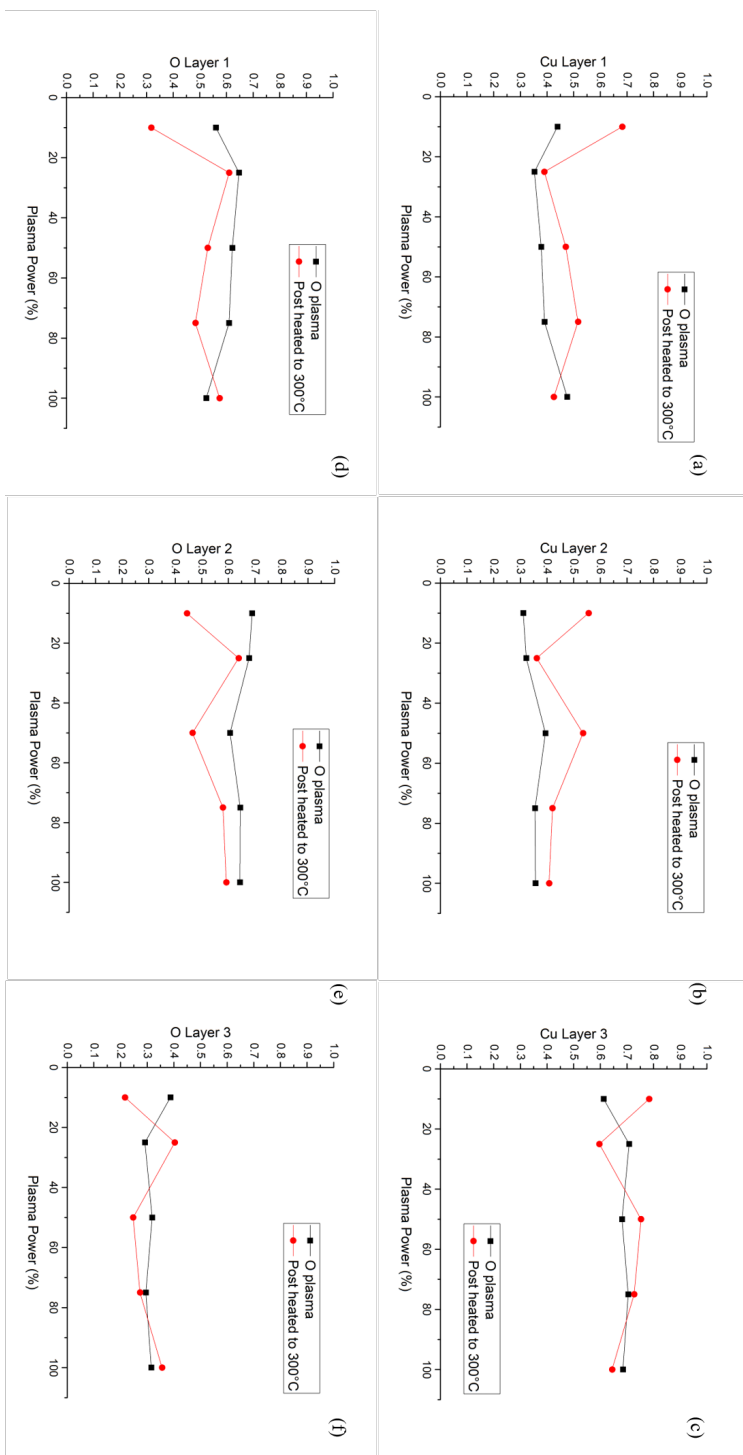 (a)
1.0
0.9
0.8
0.7
0.6
0.5
0.4
0.3
0.2
0.1
0.0
Cu Layer 1
O plasma
Post heated to 300°C
0 20 40 60 80 100
Plasma Power (%)
(b)
1.0
0.9
0.8
0.7
0.6
0.5
0.4
0.3
0.2
0.1
0.0
Cu Layer 2
O plasma
Post heated to 300°C
0 20 40 60 80 100
Plasma Power (%)
(c)
1.0
0.9
0.8
0.7
0.6
0.5
0.4
0.3
0.2
0.1
0.0
Cu Layer 3
O plasma
Post heated to 300°C
0 20 40 60 80 100
Plasma Power (%)
(d)
1.0
0.9
0.8
0.7
0.6
0.5
0.4
0.3
0.2
0.1
0.0
O Layer 1
O plasma
Post heated to 300°C
0 20 40 60 80 100
Plasma Power (%)
(e)
1.0
0.9
0.8
0.7
0.6
0.5
0.4
0.3
0.2
0.1
0.0
O Layer 2
O plasma
Post heated to 300°C
0 20 40 60 80 100
Plasma Power (%)
(f)
1.0
0.9
0.8
0.7
0.6
0.5
0.4
0.3
0.2
0.1
0.0
O Layer 3
O plasma
Post heated to 300°C
0 20 40 60 80 100
Plasma Power (%)